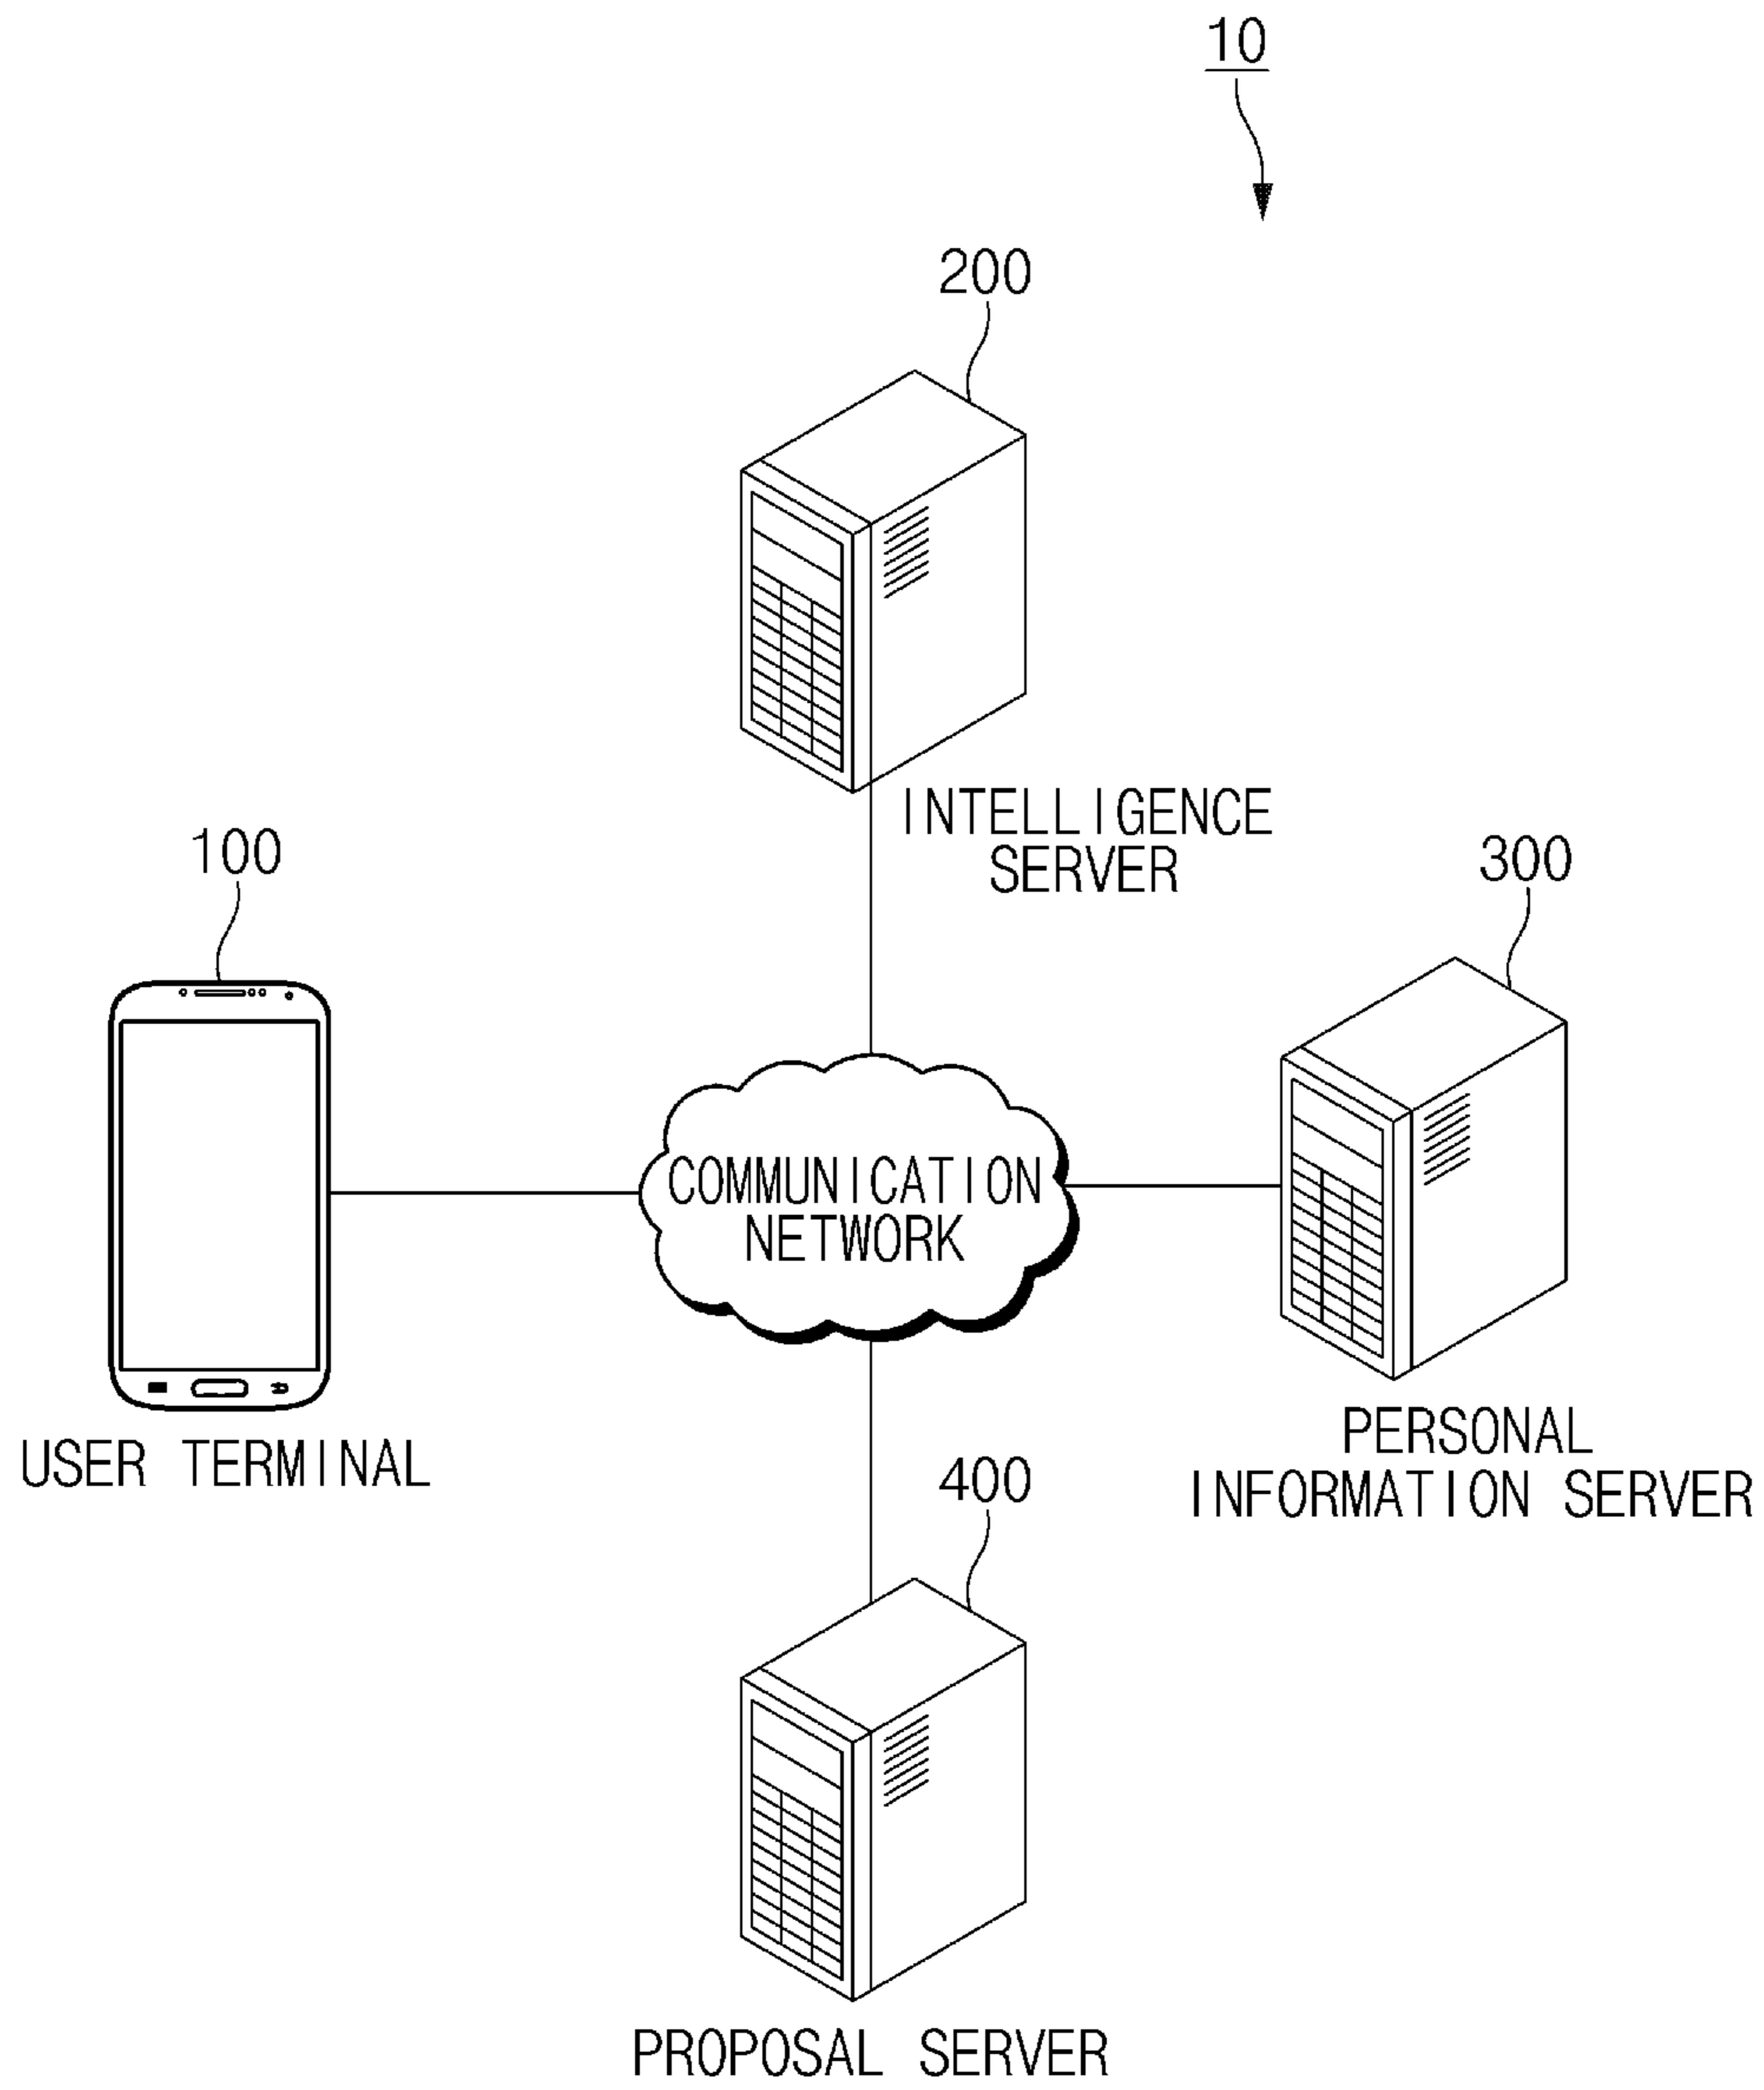 10
200
INTELLIGENCE
SERVER
100
300
COMMUNICATION
NETWORK
USER TERMINAL
PERSONAL
INFORMATION SERVER
400
PROPOSAL SERVER